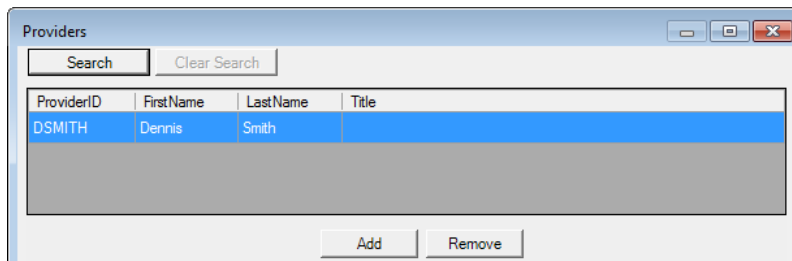 Providers
Search Clear Search
ProviderID FirstName LastName Title
DSMITH Dennis Smith
Add Remove